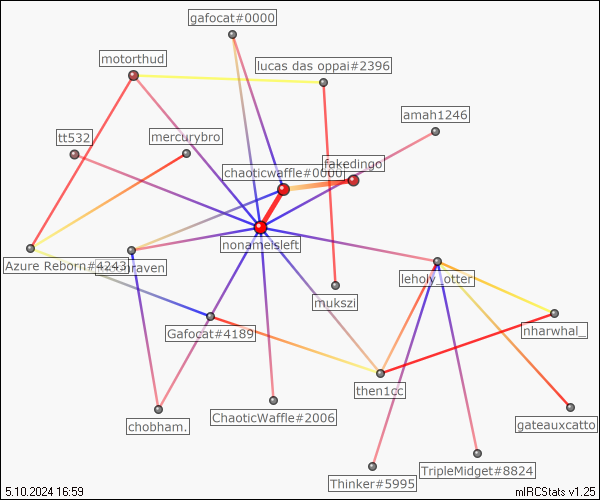 gafocat#0000
motorthud
lucas das oppai#2396
amah1246
tt532
mercurybro
fakedingo
chaoticwaffle#0000
nonameisleft
Azure Reborn#4243
raven
leholy_otter
mukszi
nharwhal_
Gafocat#4189
then1cc
chobham.
ChaoticWaffle#2006
gateauxcatto
Thinker#5995
TripleMidget#8824
5.10.2024 16:59
mIRCStats v1.25